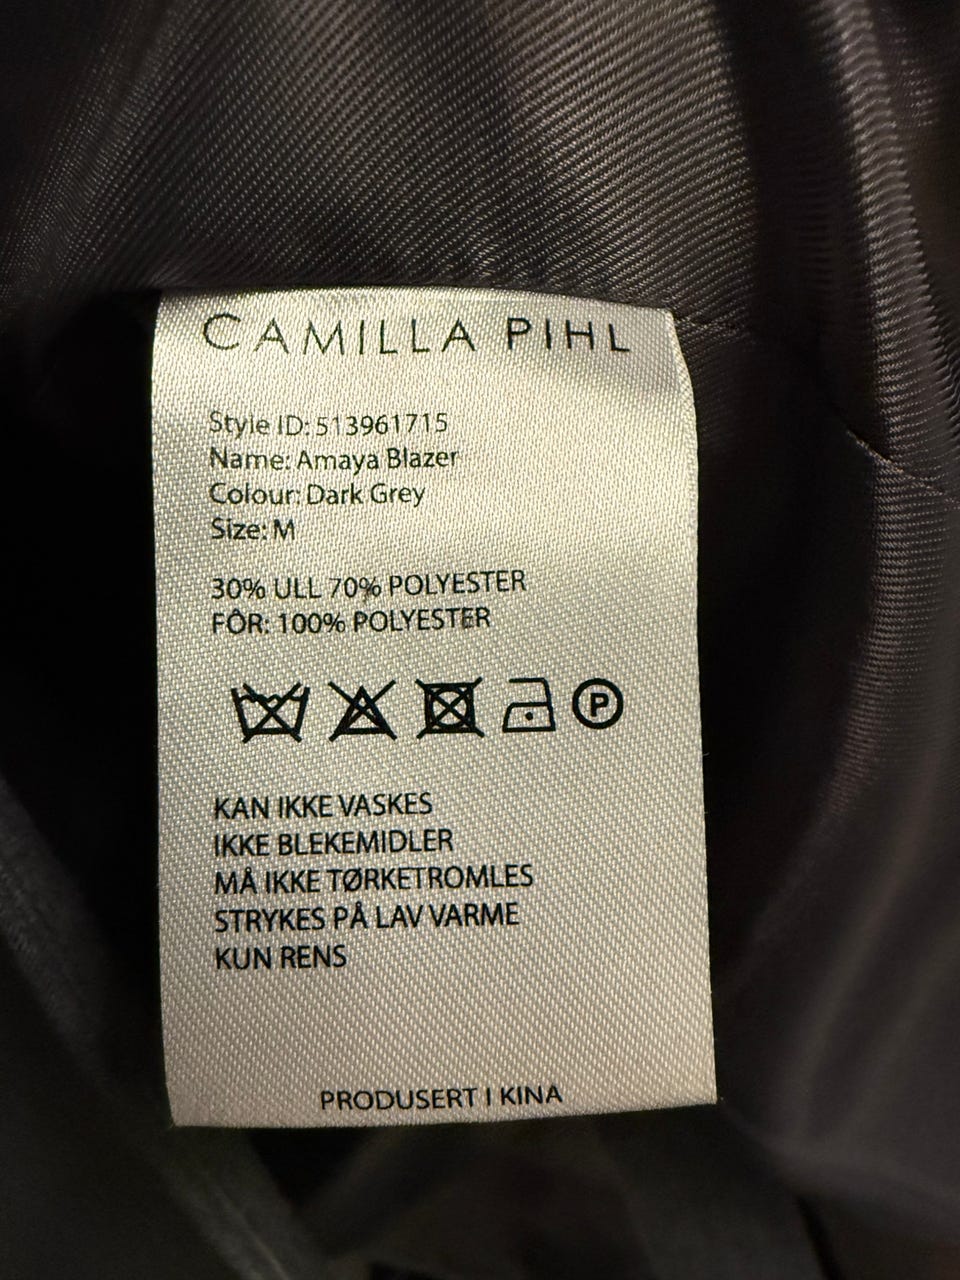 CAMILLA PIHL
Style ID: 513961715
Name: Amaya Blazer
Colour: Dark Grey
Size: M
30% ULL 70% POLYESTER
FÔR: 100% POLYESTER
P
KAN IKKE VASKES
IKKE BLEKEMIDLER
MÅ IKKE TØRKETROMLES
STRYKES PÅ LAV VARME
KUN RENS
PRODUSERT I KINA